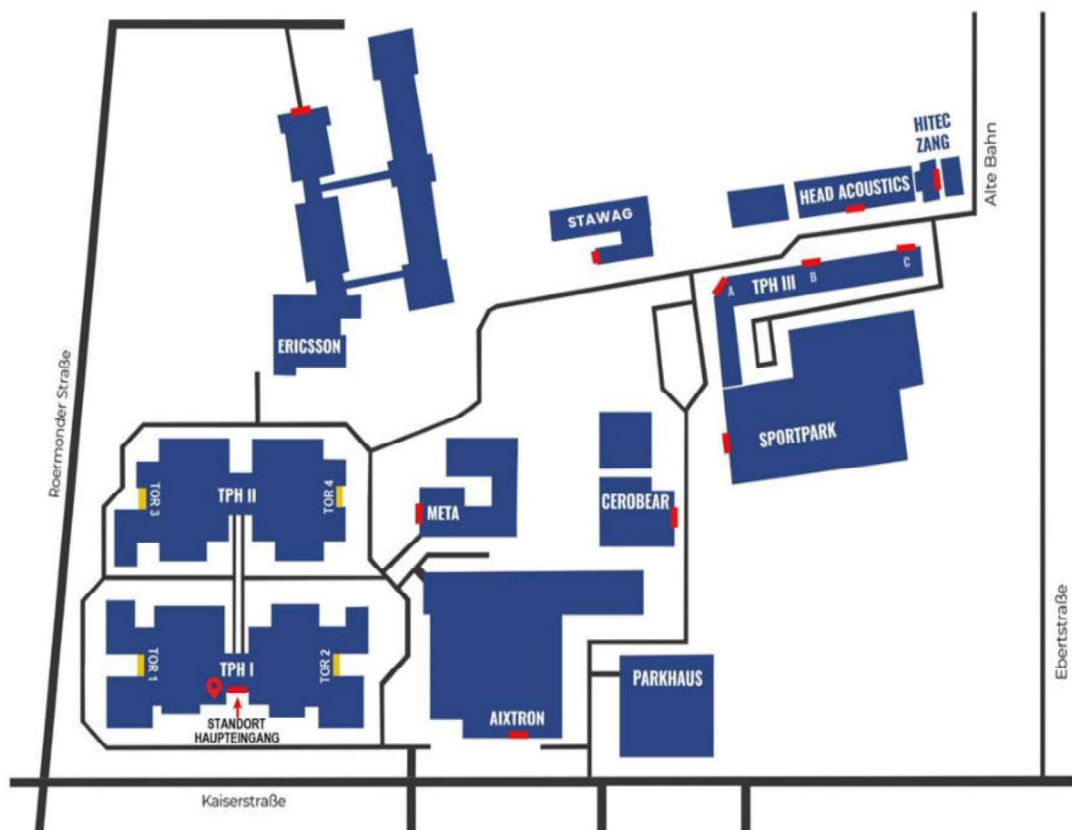 HITEC
ZANG
Alte Bahn
HEAD ACOUSTICS
STAWAG
C
B
A
TPH III
ERICSSON
Roermonder Straße
SPORTPARK
TOR 3
TPH II
TOR 4
META
CEROBEAR
TOR 1
TPH I
TOR 2
PARKHAUS
Ebertstraße
AIXTRON
STANDORT
HAUPTEINGANG
Kaiserstraße